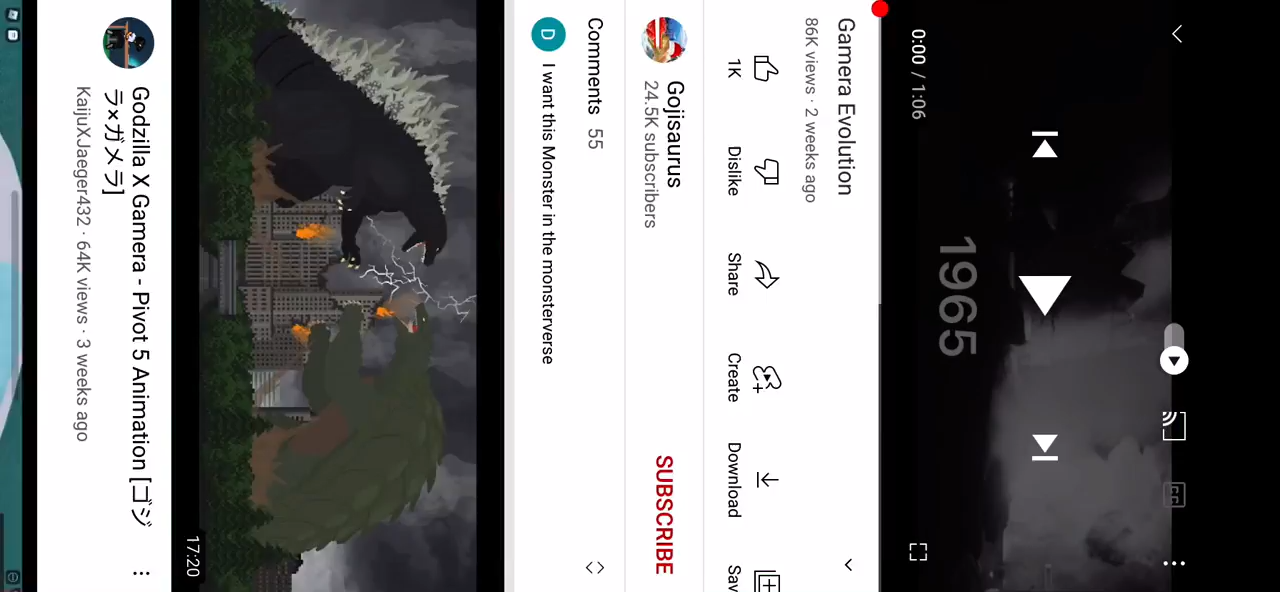 1965
0:00 / 1:06
Gamera Evolution
86K views · 2 weeks ago
1K
Dislike
Share
Create
Download
Sav
Gojisaurus
24.5K subscribers
SUBSCRIBE
Comments 55
D
I want this Monster in the monsterverse
17:20
Godzilla X Gamera - Pivot 5 Animation [ゴジ
ラ×ガメラ]
KaijuXJaeger432 · 64K views · 3 weeks ago